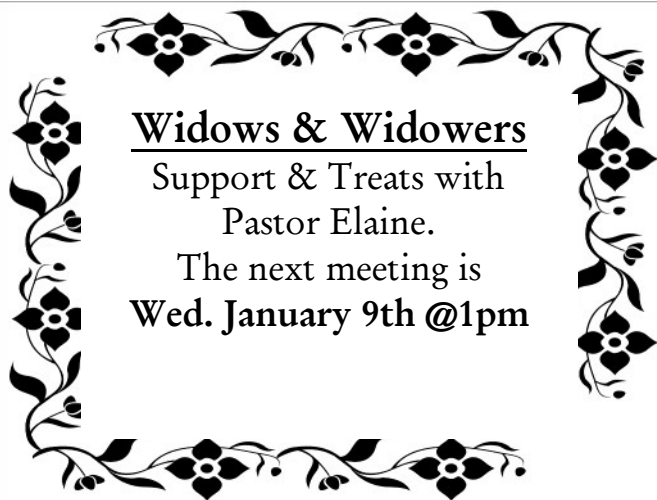 Widows & Widowers
Support & Treats with
Pastor Elaine.
The next meeting is
Wed. January 9th @1pm